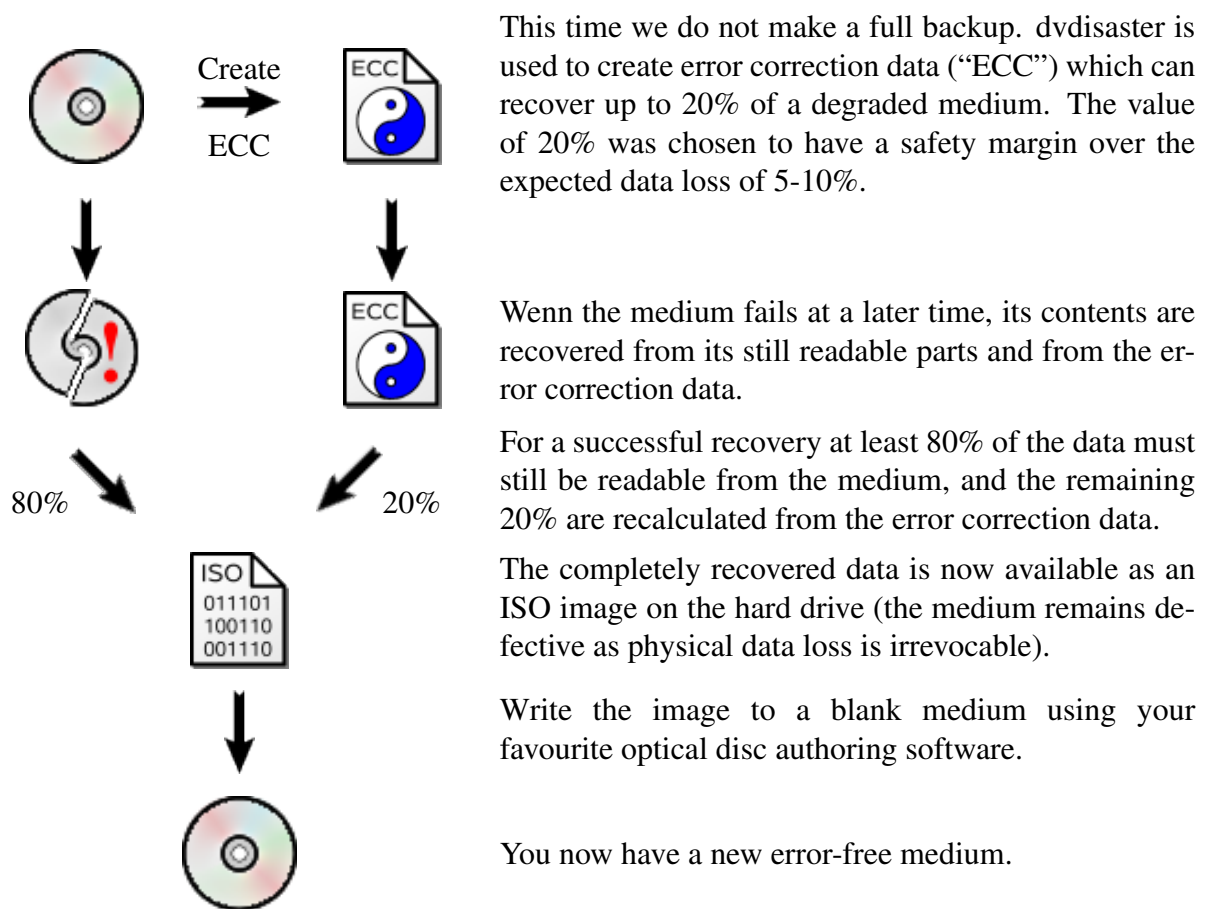 Create
ECC
ECC
This time we do not make a full backup. dvdisaster is
used to create error correction data (“ECC”) which can
recover up to 20% of a degraded medium. The value
of 20% was chosen to have a safety margin over the
expected data loss of 5-10%.
!
ECC
Wenn the medium fails at a later time, its contents are
recovered from its still readable parts and from the er-
ror correction data.
80%
20%
For a successful recovery at least 80% of the data must
still be readable from the medium, and the remaining
20% are recalculated from the error correction data.
ISO
011101
100110
001110
The completely recovered data is now available as an
ISO image on the hard drive (the medium remains de-
fective as physical data loss is irrevocable).
Write the image to a blank medium using your
favourite optical disc authoring software.
You now have a new error-free medium.